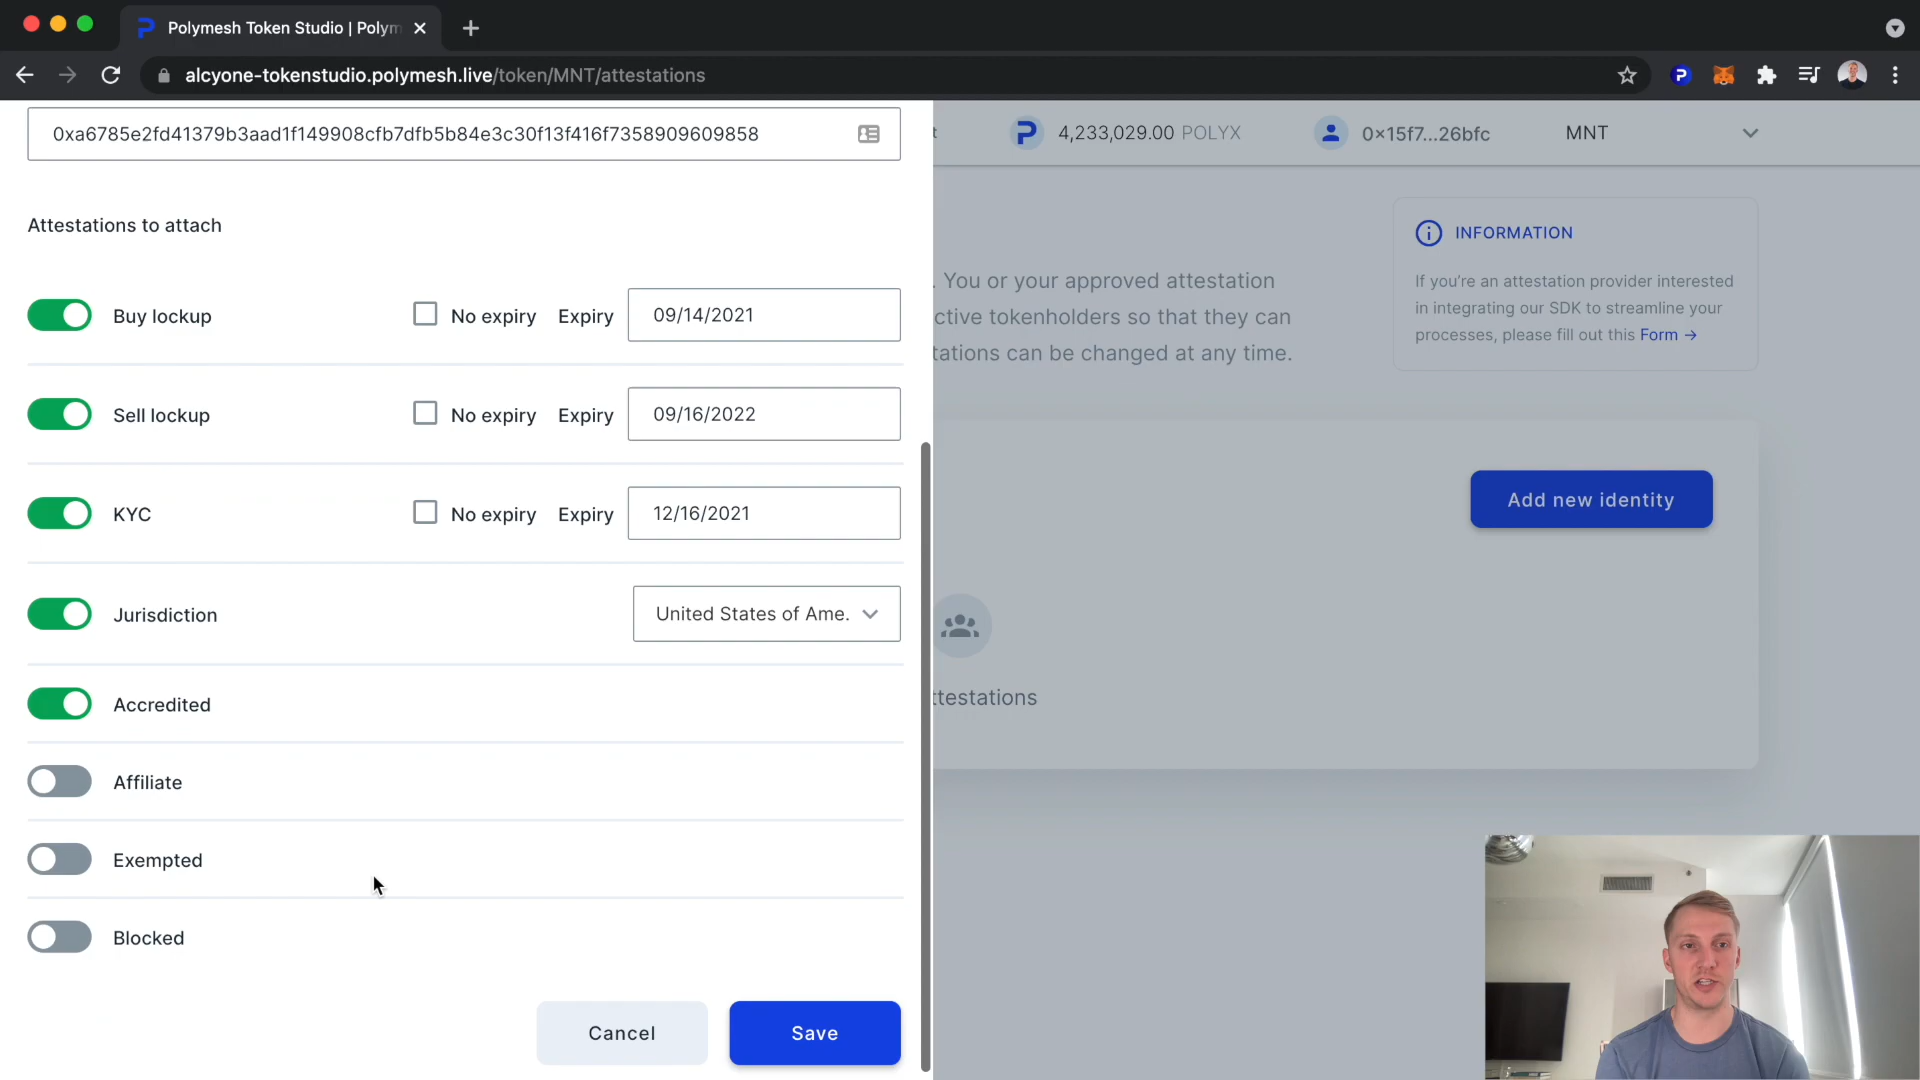 Polymesh Token Studio | Polym
alcyone-tokenstudio.polymesh.live/token/MNT/attestations
0xa6785e2fd41379b3aad1f149908cfb7dfb5b84e3c30f13f416f7358909609858
t
4,233,029.00 POLYX
0x15f7...26bfc
MNT
Attestations to attach
Buy lockup
No expiry
Expiry
09/14/2021
Sell lockup
No expiry
Expiry
09/16/2022
KYC
No expiry
Expiry
12/16/2021
Jurisdiction
United States of Ame.
Accredited
Affiliate
Exempted
Blocked
Cancel
Save
. You or your approved attestation
ctive tokenholders so that they can
tations can be changed at any time.
INFORMATION
If you're an attestation provider interested
in integrating our SDK to streamline your
processes, please fill out this Form →
Add new identity
ttestations